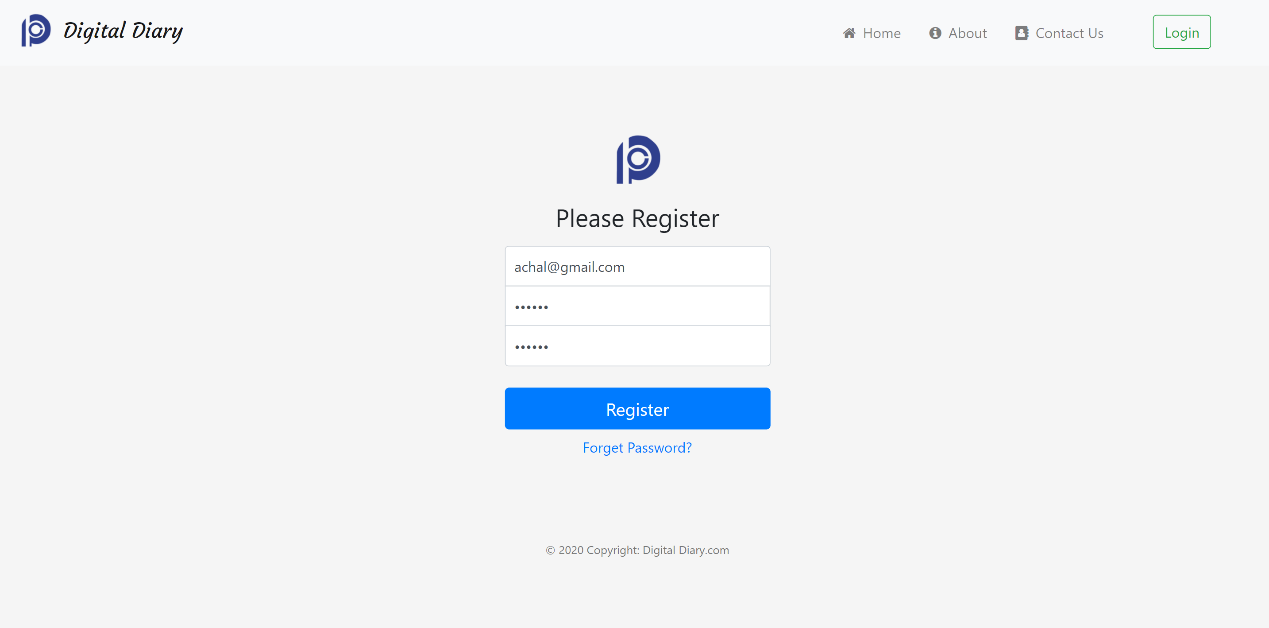 Digital Diary Home About Contact Us Login
Please Register
achal@gmail.com
••••••
••••••
Register
Forget Password?
© 2020 Copyright: Digital Diary.com